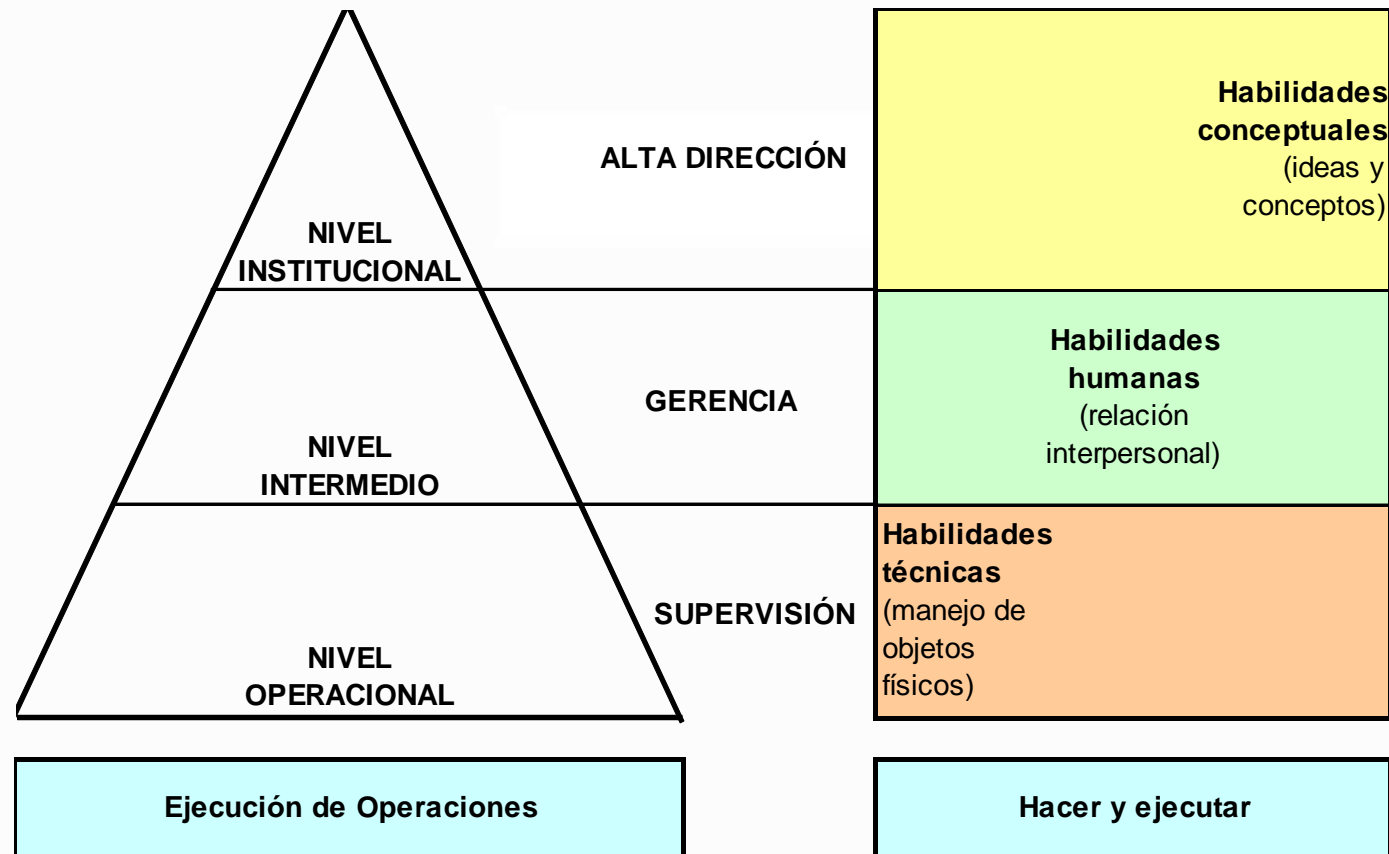 Habilidades
conceptuales
(ideas y
conceptos)
ALTA DIRECCIÓN
NIVEL
INSTITUCIONAL
Habilidades
humanas
(relación
interpersonal)
GERENCIA
NIVEL
INTERMEDIO
Habilidades
técnicas
(manejo de
objetos
físicos)
SUPERVISIÓN
NIVEL
OPERACIONAL
Ejecución de Operaciones
Hacer y ejecutar